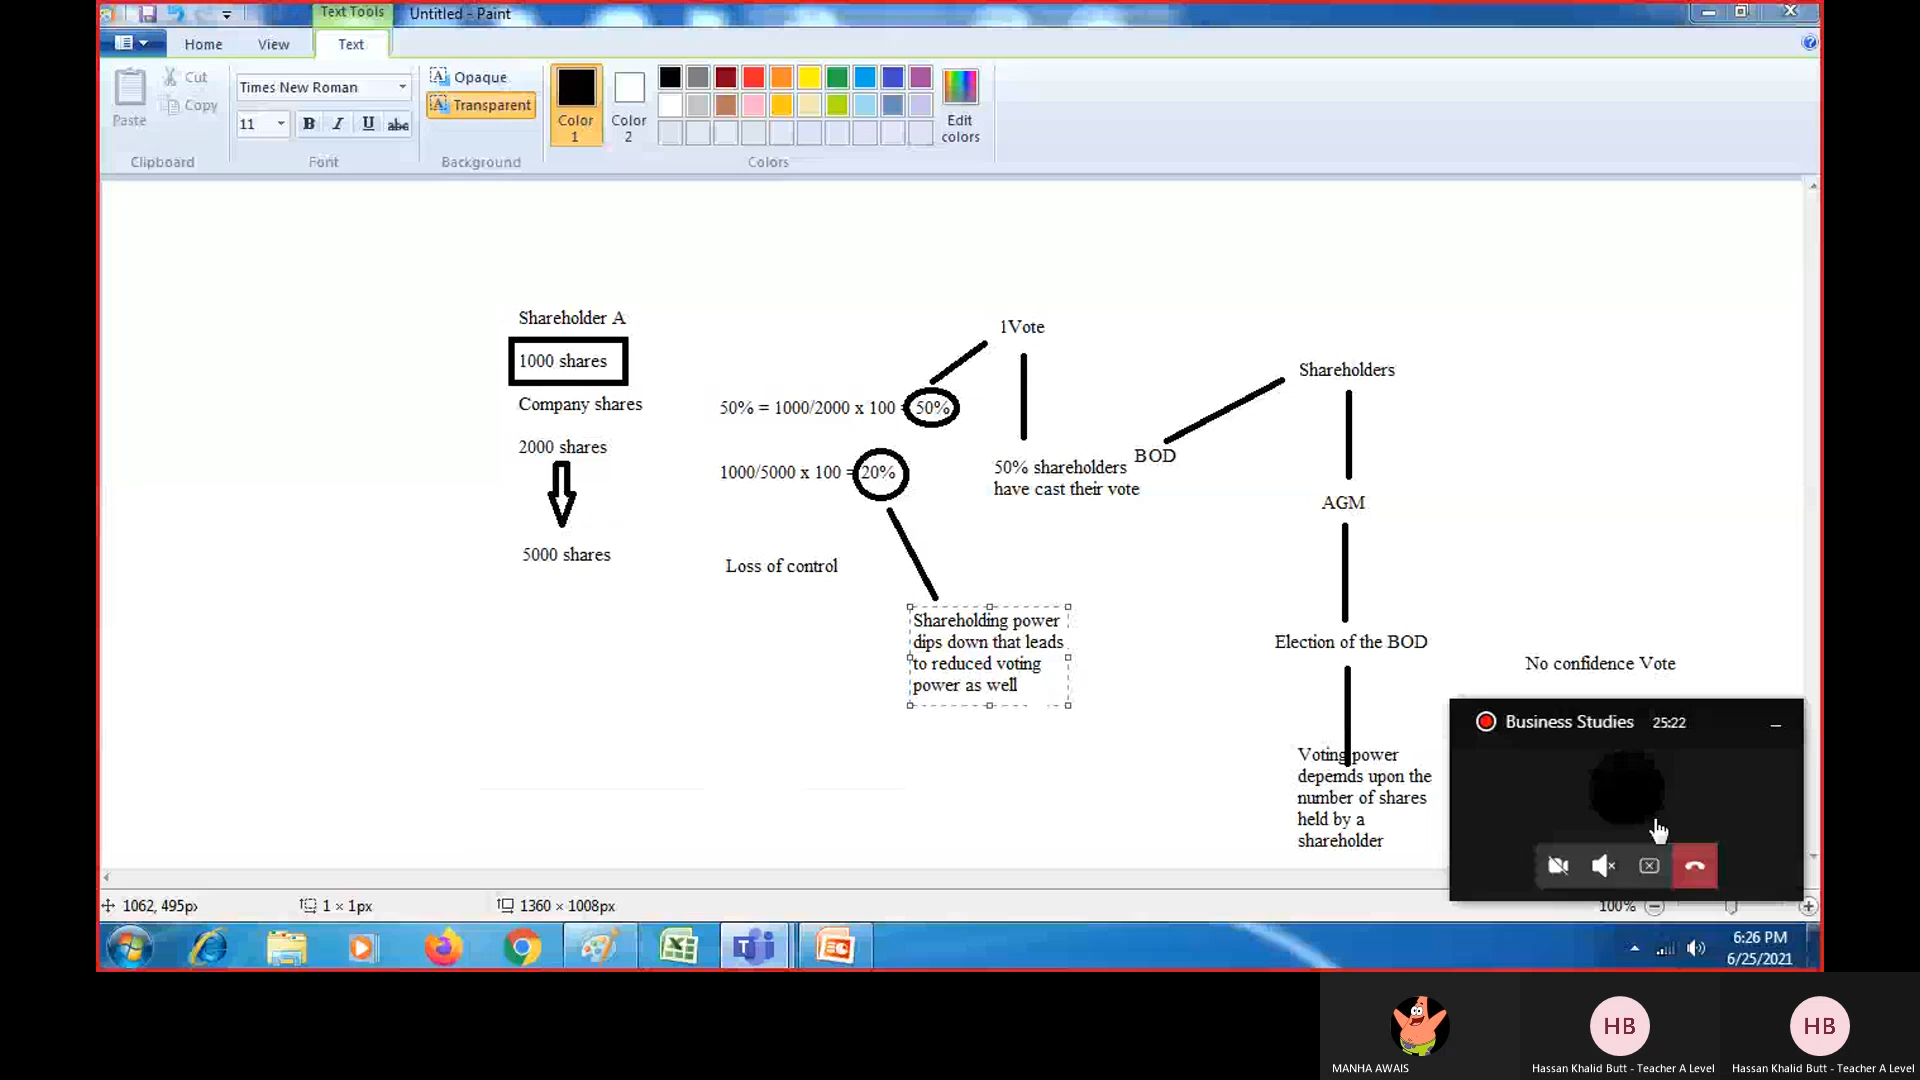 Text Tools
Untitled - Paint
Home
View
Text
Paste
Cut
Copy
Clipboard
Times New Roman
11
B
I
U
abc
Font
Opaque
Transparent
Background
Color
1
Color
2
Edit
colors
Colors
Shareholder A
1000 shares
Company shares
2000 shares
5000 shares
50% = 1000/2000 x 100 = 50%
1000/5000 x 100 = 20%
Loss of control
Shareholding power
dips down that leads
to reduced voting
power as well
1Vote
50% shareholders
have cast their vote
Shareholders
BOD
AGM
Election of the BOD
Voting power
depends upon the
number of shares
held by a
shareholder
No confidence Vote
Business Studies 25:22
1062, 495px
1 × 1px
1360 × 1008px
100%
6:26 PM
6/25/2021
HB
HB
MANHA AWAIS
Hassan Khalid Butt - Teacher A Level
Hassan Khalid Butt - Teacher A Level